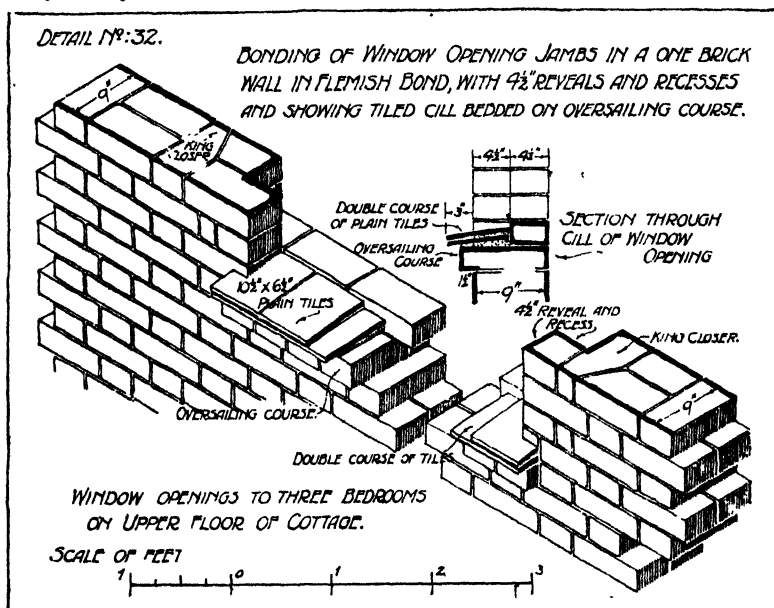 DETAIL Nº:32.
BONDING OF WINDOW OPENING JAMBS IN A ONE BRICK
WALL IN FLEMISH BOND, WITH 4½" REVEALS AND RECESSES
AND SHOWING TILED CILL BEDDED ON OVERSAILING COURSE.
9"
KING
CLOSER
4½" 4½"
3"
DOUBLE COURSE
OF PLAIN TILES
OVERSAILING
COURSE
SECTION THROUGH
CILL OF WINDOW
OPENING
1½"
9"
10½" X 6½"
PLAIN TILES
4½" REVEAL AND
RECESS
KING CLOSER.
9"
OVERSAILING COURSE.
DOUBLE COURSE OF TILES
WINDOW OPENINGS TO THREE BEDROOMS
ON UPPER FLOOR OF COTTAGE.
SCALE OF FEET
1 0 1 2 3